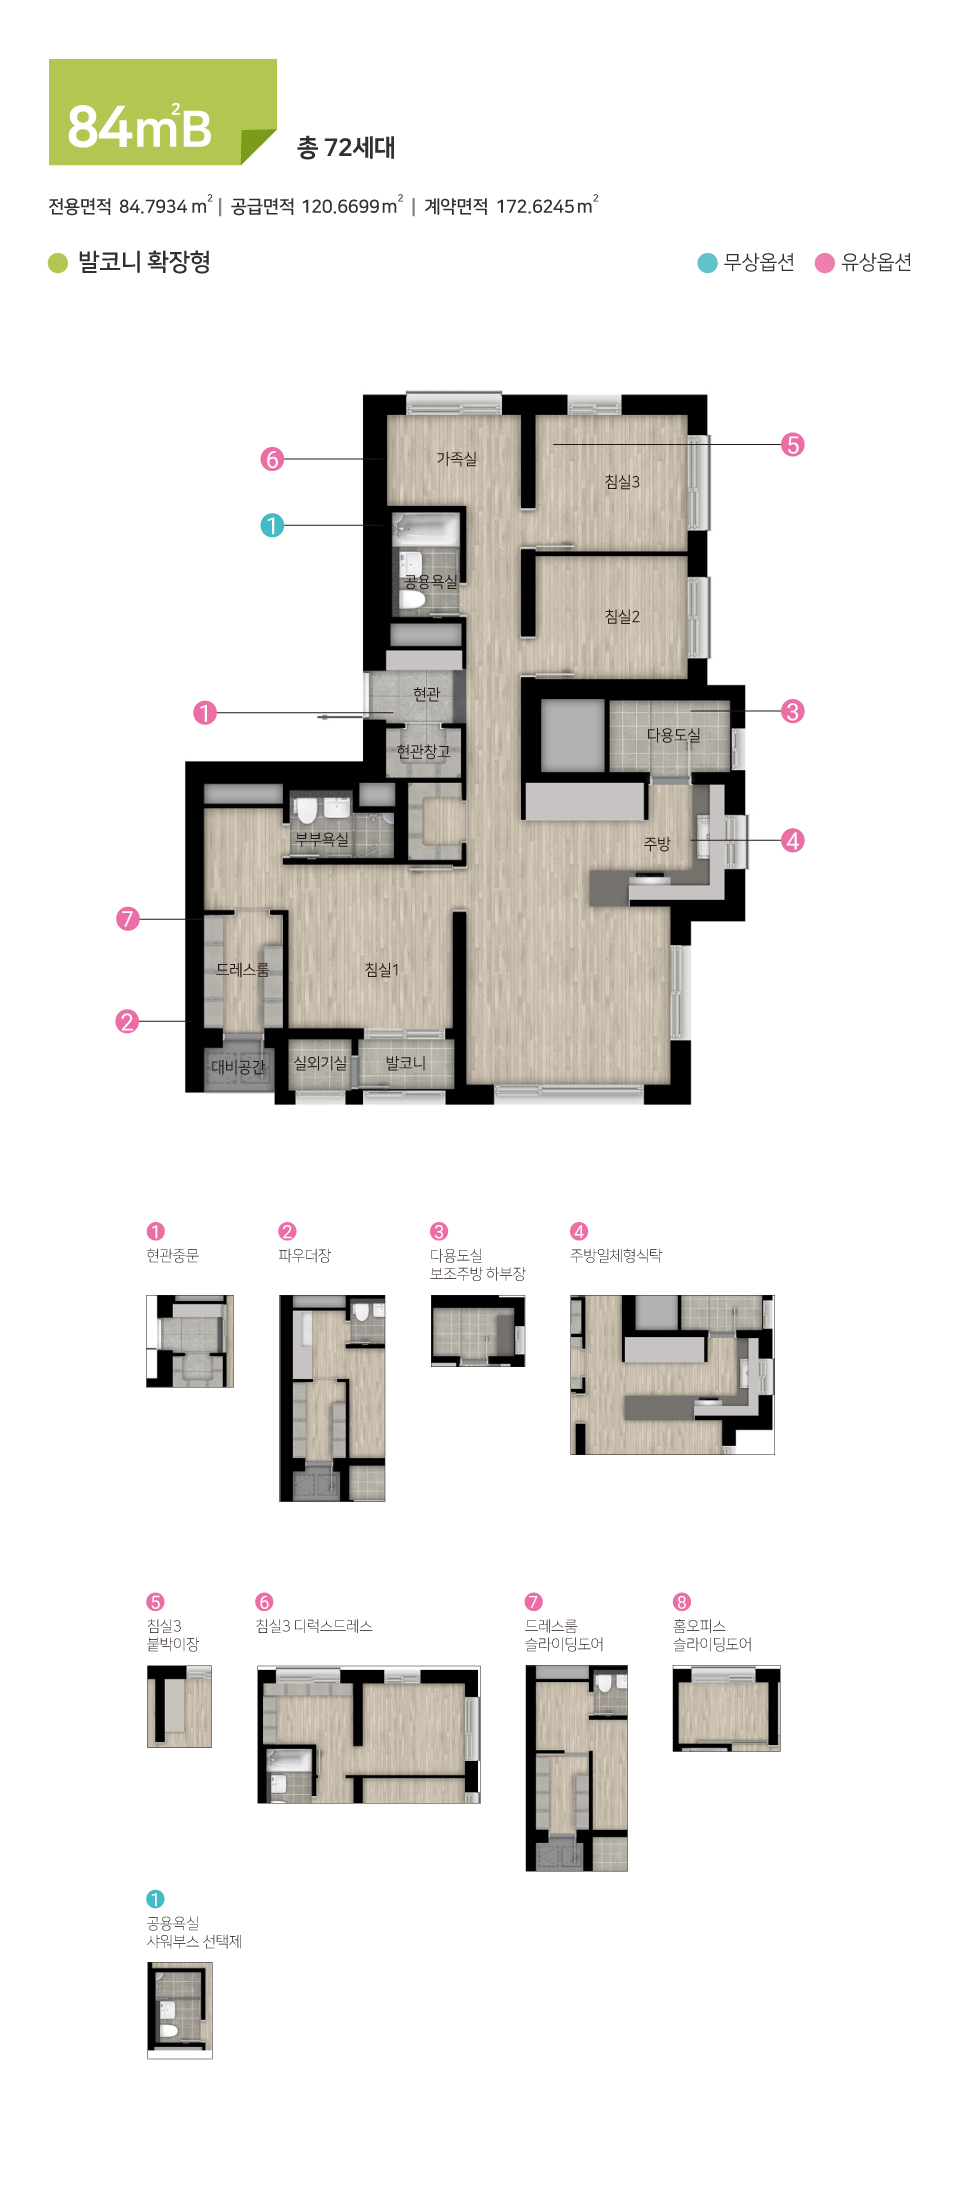 84m²B
총 72세대
전용면적 84.7934 m² | 공급면적 120.6699m² | 계약면적 172.6245m²
발코니 확장형
무상옵션 유상옵션
6 가족실
5
침실3
1
공용욕실
침실2
현관
1
3
다용도실
현관창고
부부욕실
주방
4
7
드레스룸
침실1
2
대비공간
실외기실
발코니
1
현관중문
2
파우더장
3
다용도실
보조주방 하부장
4
주방일체형식탁
5
침실3
붙박이장
6
침실3 디럭스드레스
7
드레스룸
슬라이딩도어
8
홈오피스
슬라이딩도어
1
공용욕실
샤워부스 선택제